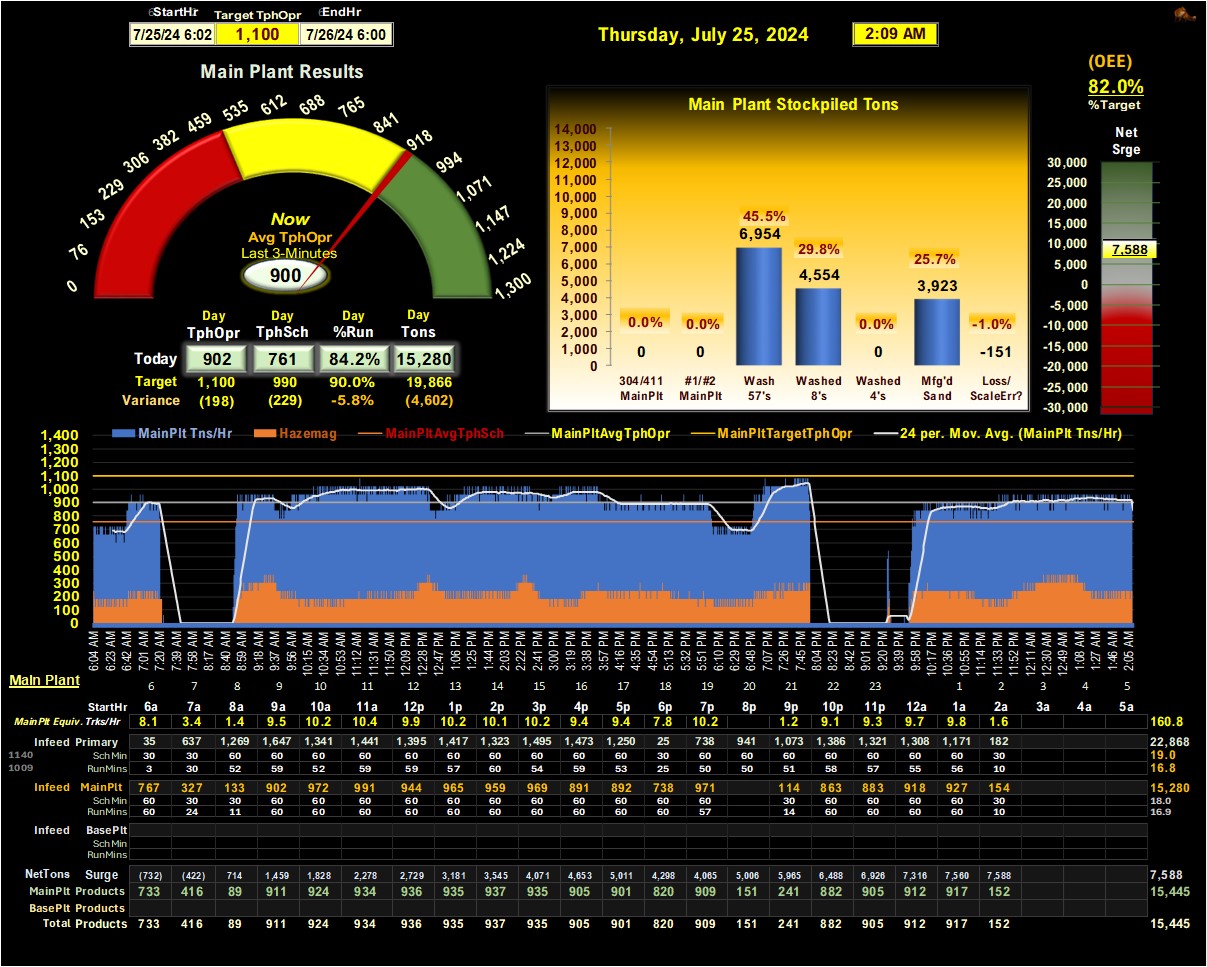 StartHr Target TphOpr EndHr
7/25/24 6:02 1,100 7/26/24 6:00
Thursday, July 25, 2024 2:09 AM
(OEE)
82.0%
%Target
Net
Srge
30,000
25,000
20,000
15,000
10,000
7,588
5,000
0
-5,000
-10,000
-15,000
-20,000
-25,000
-30,000
Main Plant Results
0 76 153 229 306 382 459 535 612 688 765 841 918 994 1,071 1,147 1,224 1,300
Now
Avg TphOpr
Last 3-Minutes
900
Day Day Day Day
TphOpr TphSch %Run Tons
Today 902 761 84.2% 15,280
Target 1,100 990 90.0% 19,866
Variance (198) (229) -5.8% (4,602)
Main Plant Stockpiled Tons
14,000
13,000
12,000
11,000
10,000
9,000
8,000
7,000
6,000
5,000
4,000
3,000
2,000
1,000
0
0.0% 0.0% 45.5% 29.8% 0.0% 25.7% -1.0%
0 0 6,954 4,554 0 3,923 -151
304/411 #1/#2 Wash Washed Washed Mfg'd Loss/
MainPlt MainPlt 57's 8's 4's Sand ScaleErr?
MainPlt Tns/Hr Hazemag MainPltAvgTphSch MainPltAvgTphOpr MainPltTargetTphOpr 24 per. Mov. Avg. (MainPlt Tns/Hr)
1,400
1,300
1,200
1,100
1,000
900
800
700
600
500
400
300
200
100
0
6:04 AM 6:23 AM 6:42 AM 7:01 AM 7:20 AM 7:39 AM 7:58 AM 8:17 AM 8:40 AM 8:59 AM 9:18 AM 9:37 AM 9:56 AM 10:15 AM 10:34 AM 10:53 AM 11:12 AM 11:31 AM 11:50 AM 12:09 PM 12:28 PM 12:47 PM 1:06 PM 1:25 PM 1:44 PM 2:03 PM 2:22 PM 2:41 PM 3:00 PM 3:19 PM 3:38 PM 3:57 PM 4:16 PM 4:35 PM 4:54 PM 5:13 PM 5:32 PM 5:51 PM 6:10 PM 6:29 PM 6:48 PM 7:07 PM 7:26 PM 7:45 PM 8:04 PM 8:23 PM 8:42 PM 9:01 PM 9:20 PM 9:39 PM 9:58 PM 10:17 PM 10:36 PM 10:55 PM 11:14 PM 11:33 PM 11:52 PM 12:11 AM 12:30 AM 12:49 AM 1:08 AM 1:27 AM 1:46 AM 2:05 AM
Main Plant 6 7 8 9 10 11 12 13 14 15 16 17 18 19 20 21 22 23 1 2 3 4 5
StartHr 6a 7a 8a 9a 10a 11a 12p 1p 2p 3p 4p 5p 6p 7p 8p 9p 10p 11p 12a 1a 2a 3a 4a 5a
MainPlt Equiv. Trks/Hr 8.1 3.4 1.4 9.5 10.2 10.4 9.9 10.2 10.1 10.2 9.4 9.4 7.8 10.2 1.2 9.1 9.3 9.7 9.8 1.6 160.8
Infeed Primary 35 637 1,269 1,647 1,341 1,441 1,395 1,417 1,323 1,495 1,473 1,250 25 738 941 1,073 1,386 1,321 1,308 1,171 182 22,868
1140 Sch Min 30 30 60 60 60 60 60 60 60 60 60 60 30 60 60 60 60 60 60 60 30 19.0
1009 RunMins 3 30 52 59 52 59 59 57 60 54 59 53 25 50 50 51 58 57 55 56 10 16.8
Infeed MainPlt 767 327 133 902 972 991 944 965 959 969 891 892 738 971 114 863 883 918 927 154 15,280
Sch Min 60 30 30 60 60 60 60 60 60 60 60 60 60 60 30 60 60 60 60 30 18.0
RunMins 60 24 11 60 60 60 60 60 60 60 60 60 60 57 14 60 60 60 60 10 16.9
Infeed BasePlt
Sch Min
RunMins
NetTons Surge (732) (422) 714 1,459 1,828 2,278 2,729 3,181 3,545 4,071 4,653 5,011 4,298 4,065 5,006 5,965 6,488 6,926 7,316 7,560 7,588 7,588
MainPlt Products 733 416 89 911 924 934 936 935 937 935 905 901 820 909 151 241 882 905 912 917 152 15,445
BasePlt Products
Total Products 733 416 89 911 924 934 936 935 937 935 905 901 820 909 151 241 882 905 912 917 152 15,445